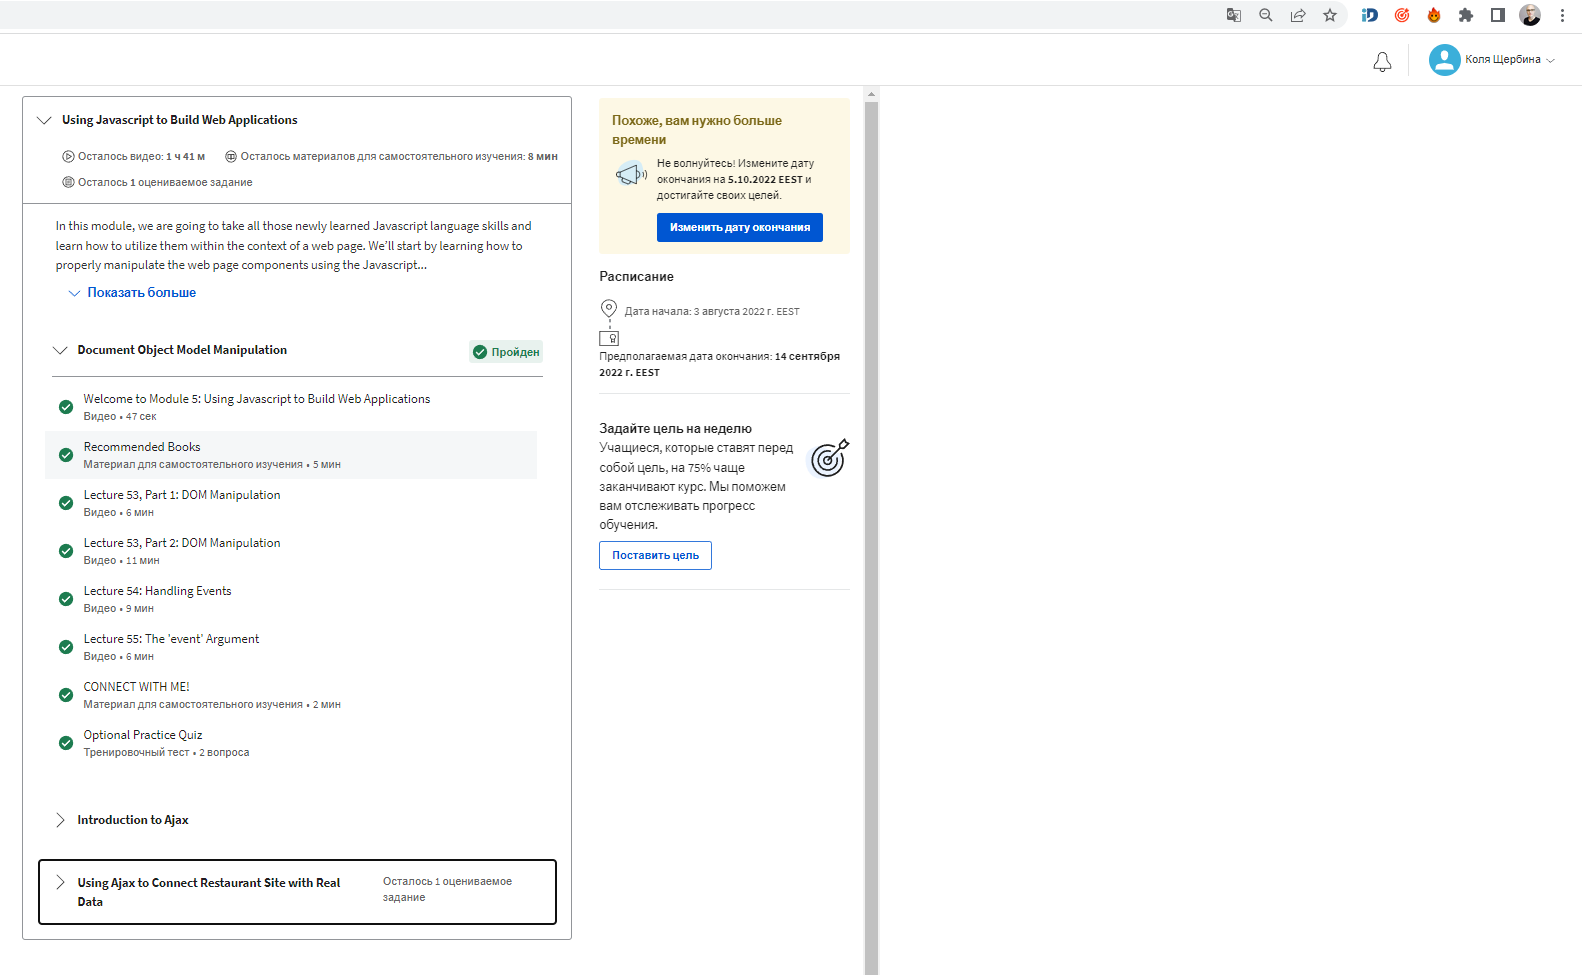 Коля Щербина
Using Javascript to Build Web Applications
Осталось видео: 1 ч 41 м
Осталось материалов для самостоятельного изучения: 8 мин
Осталось 1 оцениваемое задание
In this module, we are going to take all those newly learned Javascript language skills and
learn how to utilize them within the context of a web page. We'll start by learning how to
properly manipulate the web page components using the Javascript...
Показать больше
Document Object Model Manipulation
Пройден
Welcome to Module 5: Using Javascript to Build Web Applications
Видео • 47 сек
Recommended Books
Материал для самостоятельного изучения • 5 мин
Lecture 53, Part 1: DOM Manipulation
Видео • 6 мин
Lecture 53, Part 2: DOM Manipulation
Видео • 11 мин
Lecture 54: Handling Events
Видео • 9 мин
Lecture 55: The 'event' Argument
Видео • 6 мин
CONNECT WITH ME!
Материал для самостоятельного изучения • 2 мин
Optional Practice Quiz
Тренировочный тест • 2 вопроса
Introduction to Ajax
Using Ajax to Connect Restaurant Site with Real
Data
Осталось 1 оцениваемое
задание
Похоже, вам нужно больше
времени
Не волнуйтесь! Измените дату
окончания на 5.10.2022 EEST и
достигайте своих целей.
Изменить дату окончания
Расписание
Дата начала: 3 августа 2022 г. EEST
Предполагаемая дата окончания: 14 сентября
2022 г. EEST
Задайте цель на неделю
Учащиеся, которые ставят перед
собой цель, на 75% чаще
заканчивают курс. Мы поможем
вам отслеживать прогресс
обучения.
Поставить цель